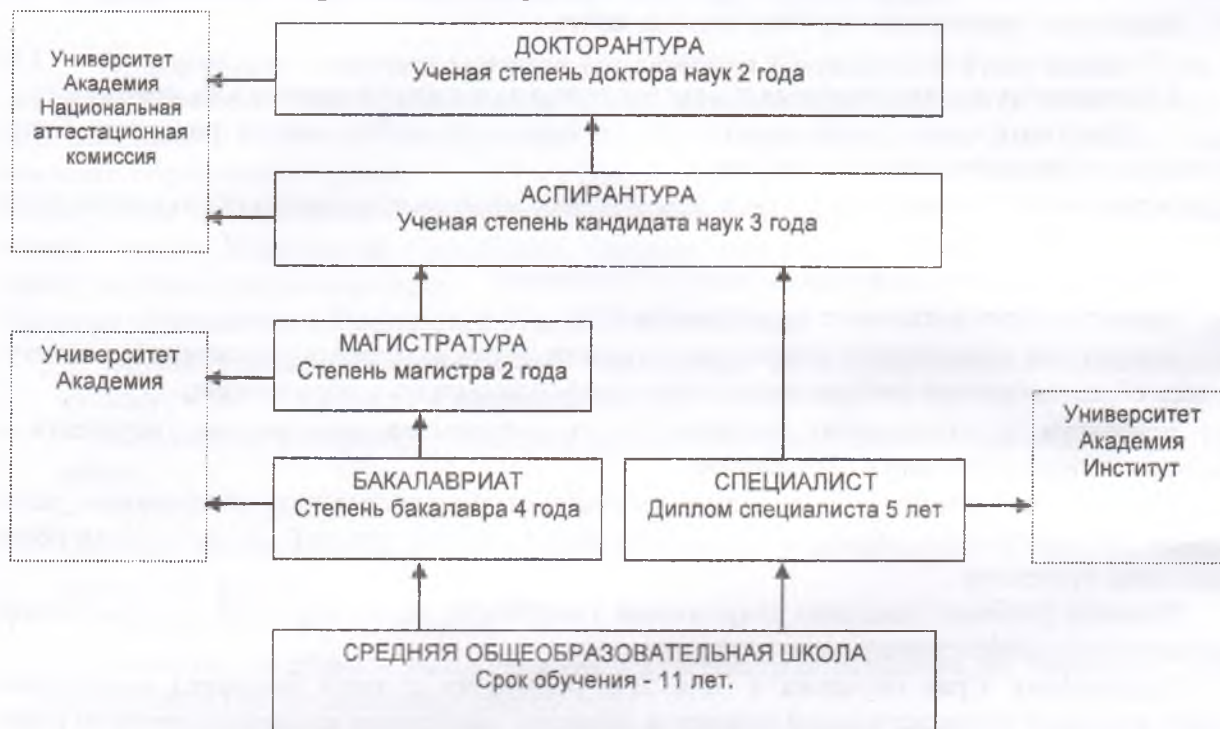 Университет
Академия
Национальная
аттестационная
комиссия
ДОКТОРАНТУРА
Ученая степень доктора наук 2 года
АСПИРАНТУРА
Ученая степень кандидата наук 3 года
Университет
Академия
МАГИСТРАТУРА
Степень магистра 2 года
БАКАЛАВРИАТ
Степень бакалавра 4 года
СПЕЦИАЛИСТ
Диплом специалиста 5 лет
Университет
Академия
Институт
СРЕДНЯЯ ОБЩЕОБРАЗОВАТЕЛЬНАЯ ШКОЛА
Срок обучения - 11 лет.